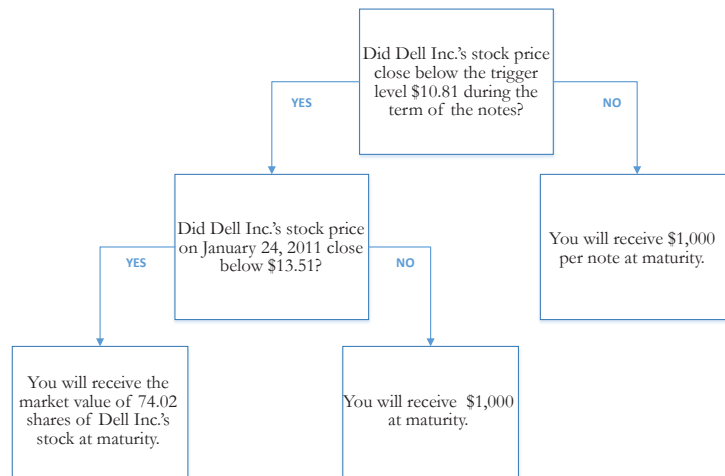 Did Dell Inc.'s stock price
close below the trigger
level $10.81 during the
term of the notes?
YES
NO
Did Dell Inc.'s stock price
on January 24, 2011 close
below $13.51?
You will receive $1,000
per note at maturity.
YES
NO
You will receive the
market value of 74.02
shares of Dell Inc.'s
stock at maturity.
You will receive $1,000
at maturity.